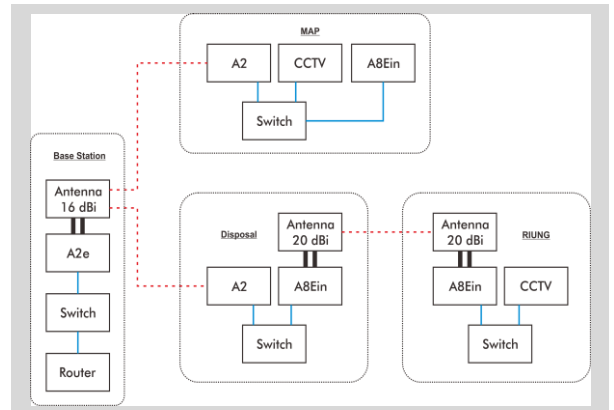 MAP
A2
CCTV
A8Ein
Switch
Base Station
Antenna
16 dBi
A2e
Switch
Router
Disposal
Antenna
20 dBi
A2
A8Ein
Switch
Antenna
20 dBi
RIUNG
A8Ein
CCTV
Switch